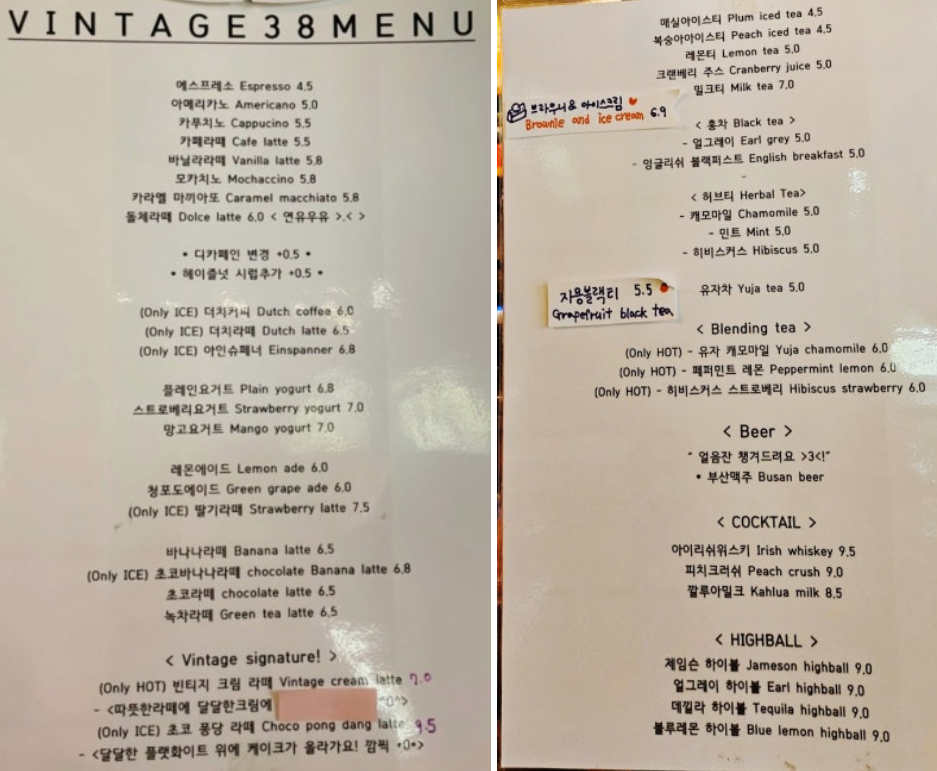 VINTAGE38MENU
에스프레소 Espresso 4.5
아메리카노 Americano 5.0
카푸치노 Cappucino 5.5
카페라떼 Cafe latte 5.5
바닐라라떼 Vanilla latte 5.8
모카치노 Mochaccino 5.8
카라멜 마끼아또 Caramel macchiato 5.8
돌체라떼 Dolce latte 6.0 < 연유우유 >.< >
• 디카페인 변경 +0.5 •
• 헤이즐넛 시럽추가 +0.5 •
(Only ICE) 더치커피 Dutch coffee 6.0
(Only ICE) 더치라떼 Dutch latte 6.5
(Only ICE) 아인슈페너 Einspanner 6.8
플레인요거트 Plain yogurt 6.8
스트로베리요거트 Strawberry yogurt 7.0
망고요거트 Mango yogurt 7.0
레몬에이드 Lemon ade 6.0
청포도에이드 Green grape ade 6.0
(Only ICE) 딸기라떼 Strawberry latte 7.5
바나나라떼 Banana latte 6.5
(Only ICE) 초코바나나라떼 chocolate Banana latte 6.8
초코라떼 chocolate latte 6.5
녹차라떼 Green tea latte 6.5
< Vintage signature! >
(Only HOT) 빈티지 크림 라떼 Vintage cream latte 7.0
- <따뜻한라떼에 달달한크림에 ^0^>
(Only ICE) 초코 퐁당 라떼 Choco pong dang latte 9.5
- <달달한 플랫화이트 위에 케이크가 올라가요! 깜찍 +0+>
매실아이스티 Plum iced tea 4.5
복숭아아이스티 Peach iced tea 4.5
레몬티 Lemon tea 5.0
크랜베리 주스 Cranberry juice 5.0
밀크티 Milk tea 7.0
브라우니 & 아이스크림
Brownie and ice cream 6.9
< 홍차 Black tea >
- 얼그레이 Earl grey 5.0
- 잉글리쉬 블랙퍼스트 English breakfast 5.0
-
< 허브티 Herbal Tea>
- 캐모마일 Chamomile 5.0
- 민트 Mint 5.0
- 히비스커스 Hibiscus 5.0
유자차 Yuja tea 5.0
자몽블랙티 5.5
Grapefruit black tea
< Blending tea >
(Only HOT) - 유자 캐모마일 Yuja chamomile 6.0
(Only HOT) - 페퍼민트 레몬 Peppermint lemon 6.0
(Only HOT) - 히비스커스 스트로베리 Hibiscus strawberry 6.0
< Beer >
" 얼음잔 챙겨드려요 >3<!"
• 부산맥주 Busan beer
< COCKTAIL >
아이리쉬위스키 Irish whiskey 9.5
피치크러쉬 Peach crush 9.0
깔루아밀크 Kahlua milk 8.5
< HIGHBALL >
제임슨 하이볼 Jameson highball 9.0
얼그레이 하이볼 Earl highball 9.0
데낄라 하이볼 Tequila highball 9.0
블루레몬 하이볼 Blue lemon highball 9.0